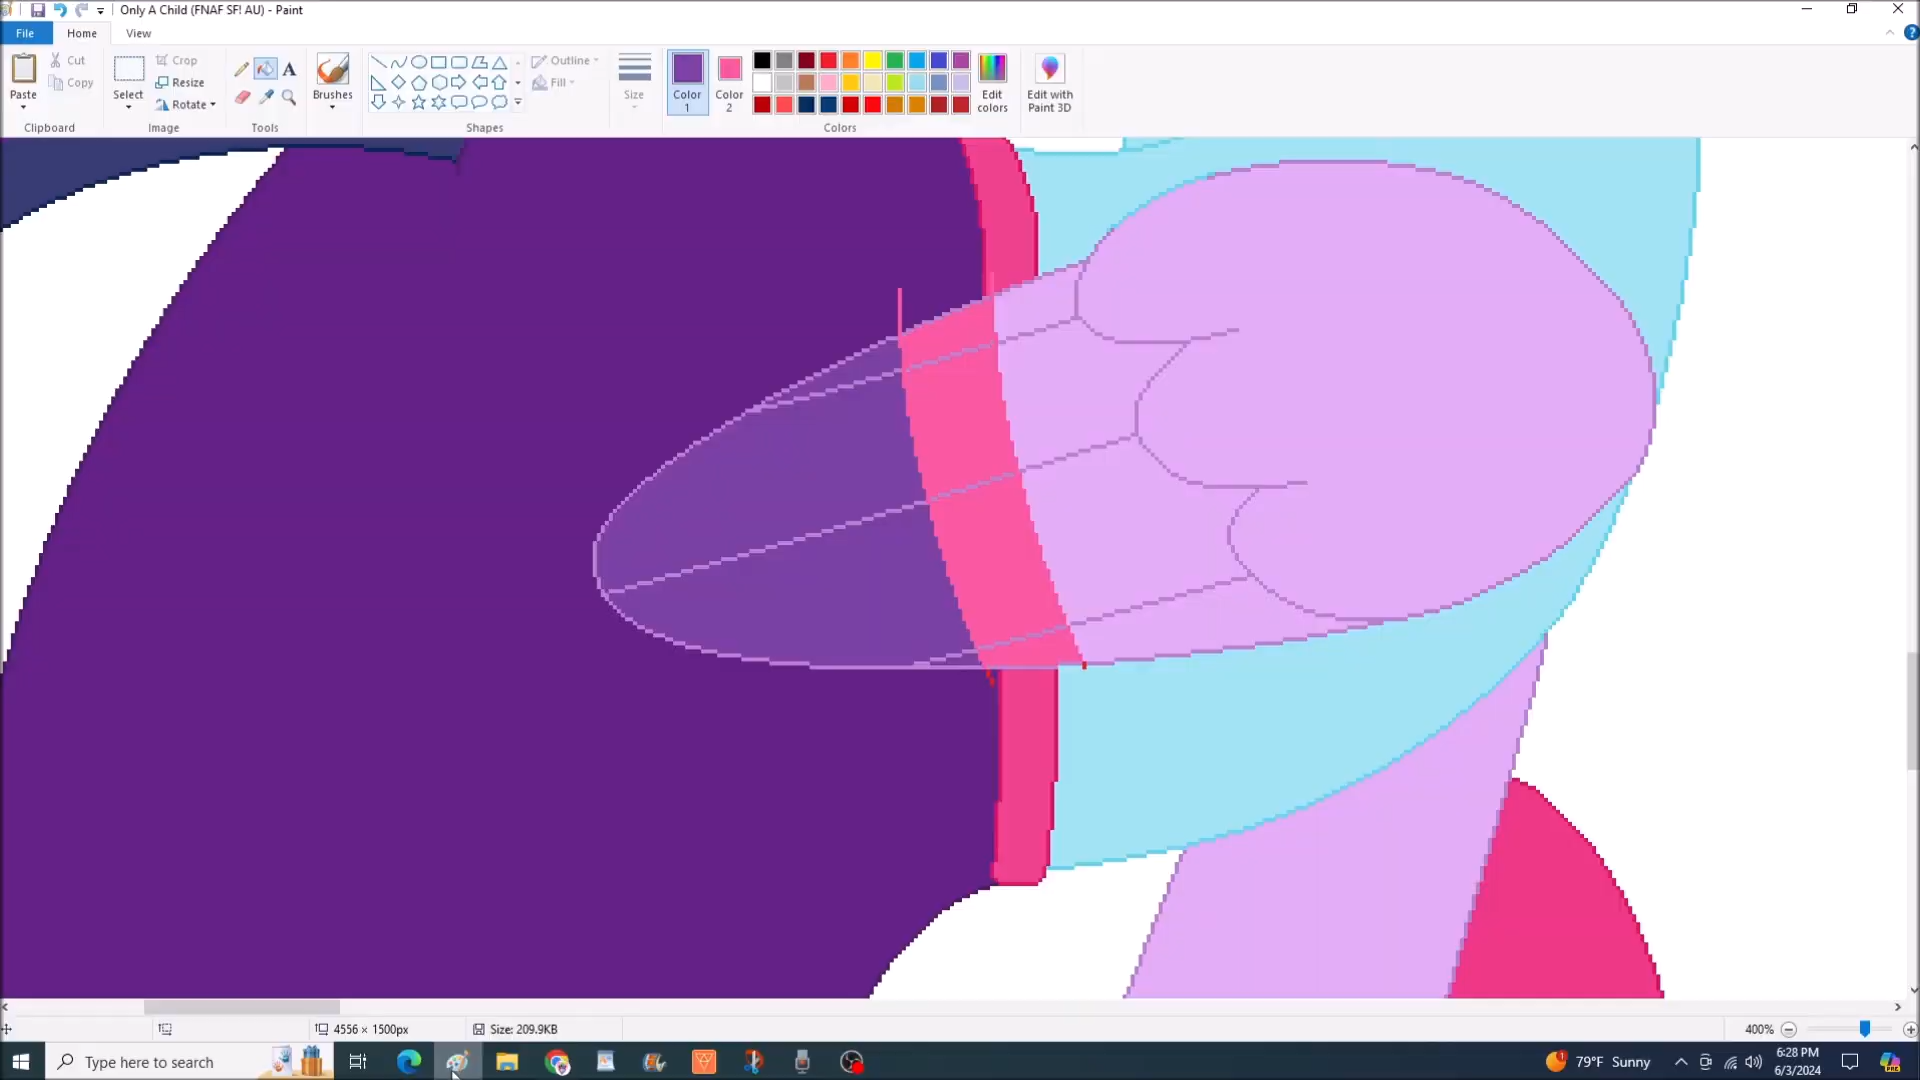 Only A Child (FNAF SF! AU) - Paint
File Home View
Paste
Cut
Copy
Clipboard
Select
Crop
Resize
Rotate
Image
A
Tools
Brushes
Outline
Fill
Shapes
Size
Color 1
Color 2
Edit colors
Colors
Edit with Paint 3D
4556 × 1500px
Size: 209.9KB
400%
Type here to search
79°F Sunny
6:28 PM
6/3/2024